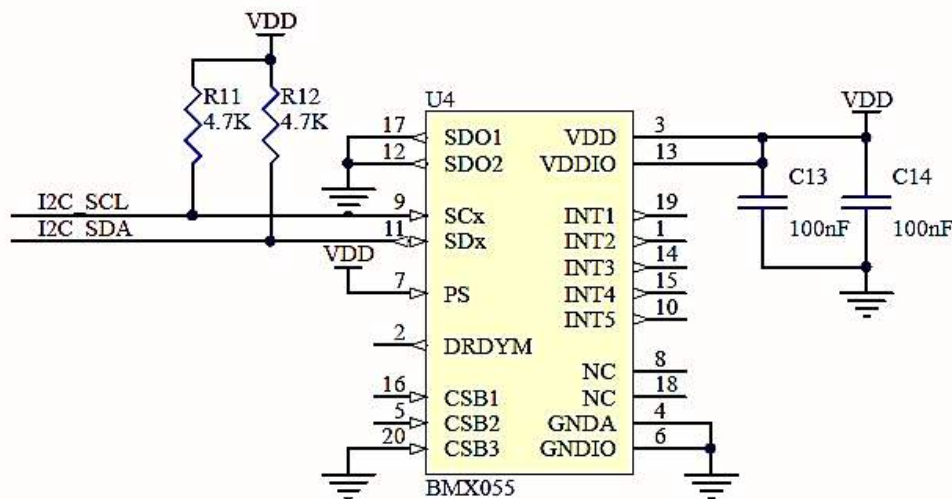 VDD
R11
4.7K
R12
4.7K
U4
VDD
17 SDO1 VDD 3
12 SDO2 VDDIO 13
C13
100nF
C14
100nF
I2C_SCL 9 SCx INT1 19
I2C_SDA 11 SDx INT2 1
VDD
INT3 14
7 PS INT4 15
INT5 10
2 DRDYM
NC 8
16 CSB1 NC 18
5 CSB2 GNDA 4
20 CSB3 GNDIO 6
BMX055